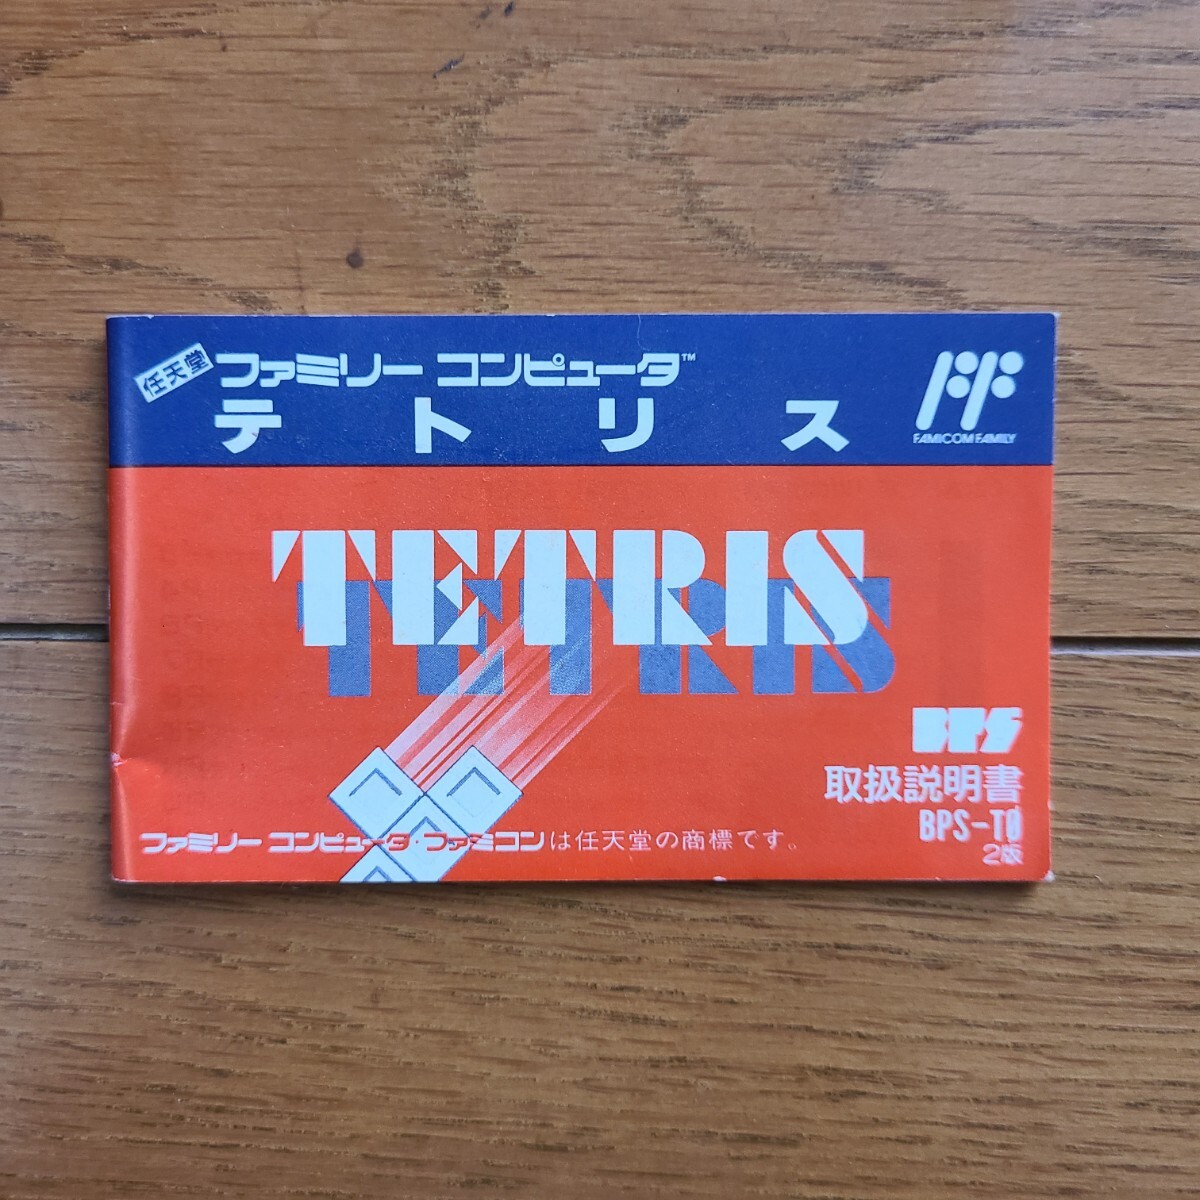 任天堂 ファミリー コンピュータ™
テトリス
FAMICOM FAMILY
TETRIS
BPS
取扱説明書
BPS-T0
2版
ファミリー コンピュータ・ファミコンは任天堂の商標です。